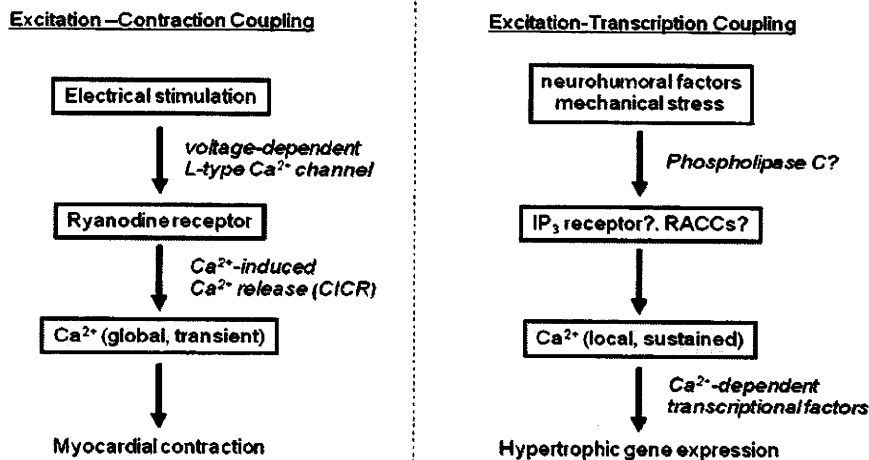 Excitation –Contraction Coupling
Electrical stimulation
voltage-dependent
L-type Ca²⁺ channel
Ryanodine receptor
Ca²⁺-induced
Ca²⁺ release (CICR)
Ca²⁺ (global, transient)
Myocardial contraction
Excitation-Transcription Coupling
neurohumoral factors
mechanical stress
Phospholipase C?
IP₃ receptor?. RACCs?
Ca²⁺ (local, sustained)
Ca²⁺-dependent
transcriptional factors
Hypertrophic gene expression